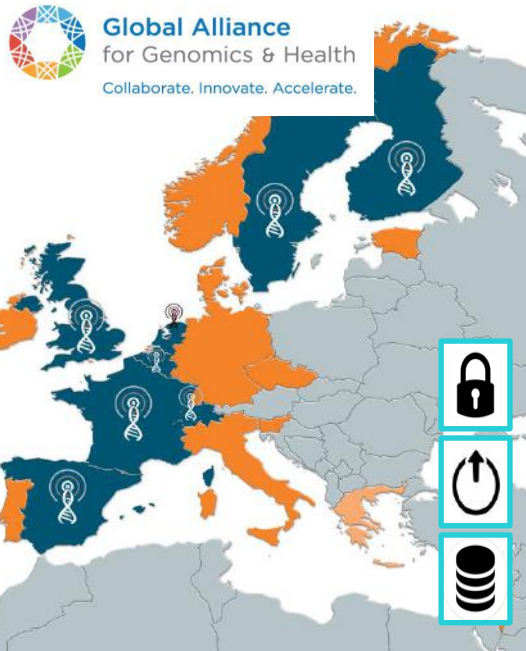 Global Alliance
for Genomics & Health
Collaborate. Innovate. Accelerate.